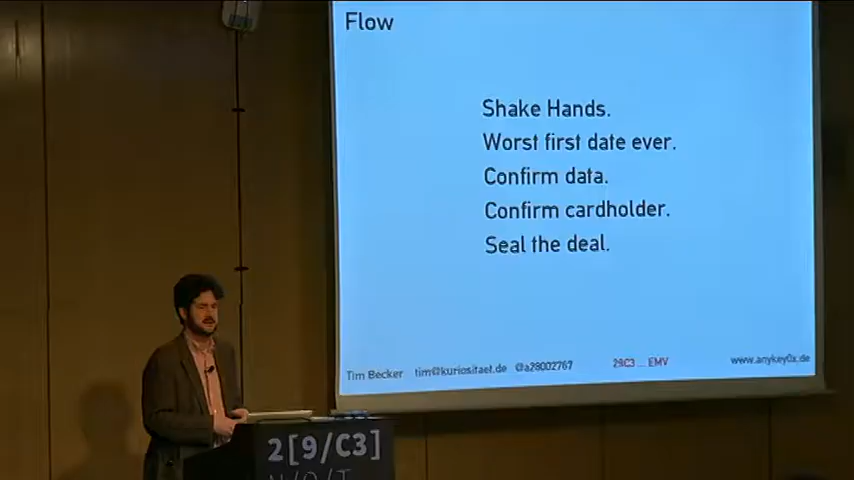 Flow
Shake Hands.
Worst first date ever.
Confirm data.
Confirm cardholder.
Seal the deal.
Tim Becker tim@kuriositaet.de @a28002767 29C3 ... EMV www.anykey0x.de
2[9/C3]
N/O/T